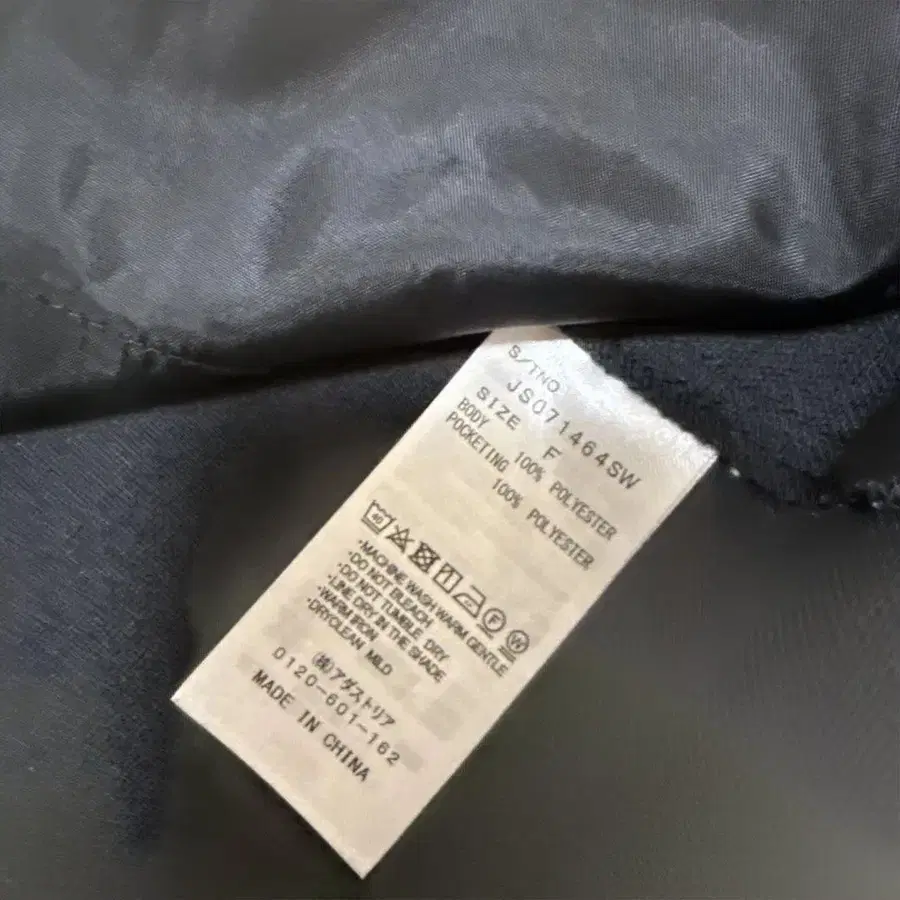 S/TNO.
JS071464SW
SIZE F
BODY 100% POLYESTER
POCKETING 100% POLYESTER
40 F W
·MACHINE WASH WARM GENTLE
·DO NOT BLEACH
·DO NOT TUMBLE DRY
·LINE DRY IN THE SHADE
·WARM IRON
·DRYCLEAN MILD
(株)アダストリア
0120-601-162
MADE IN CHINA